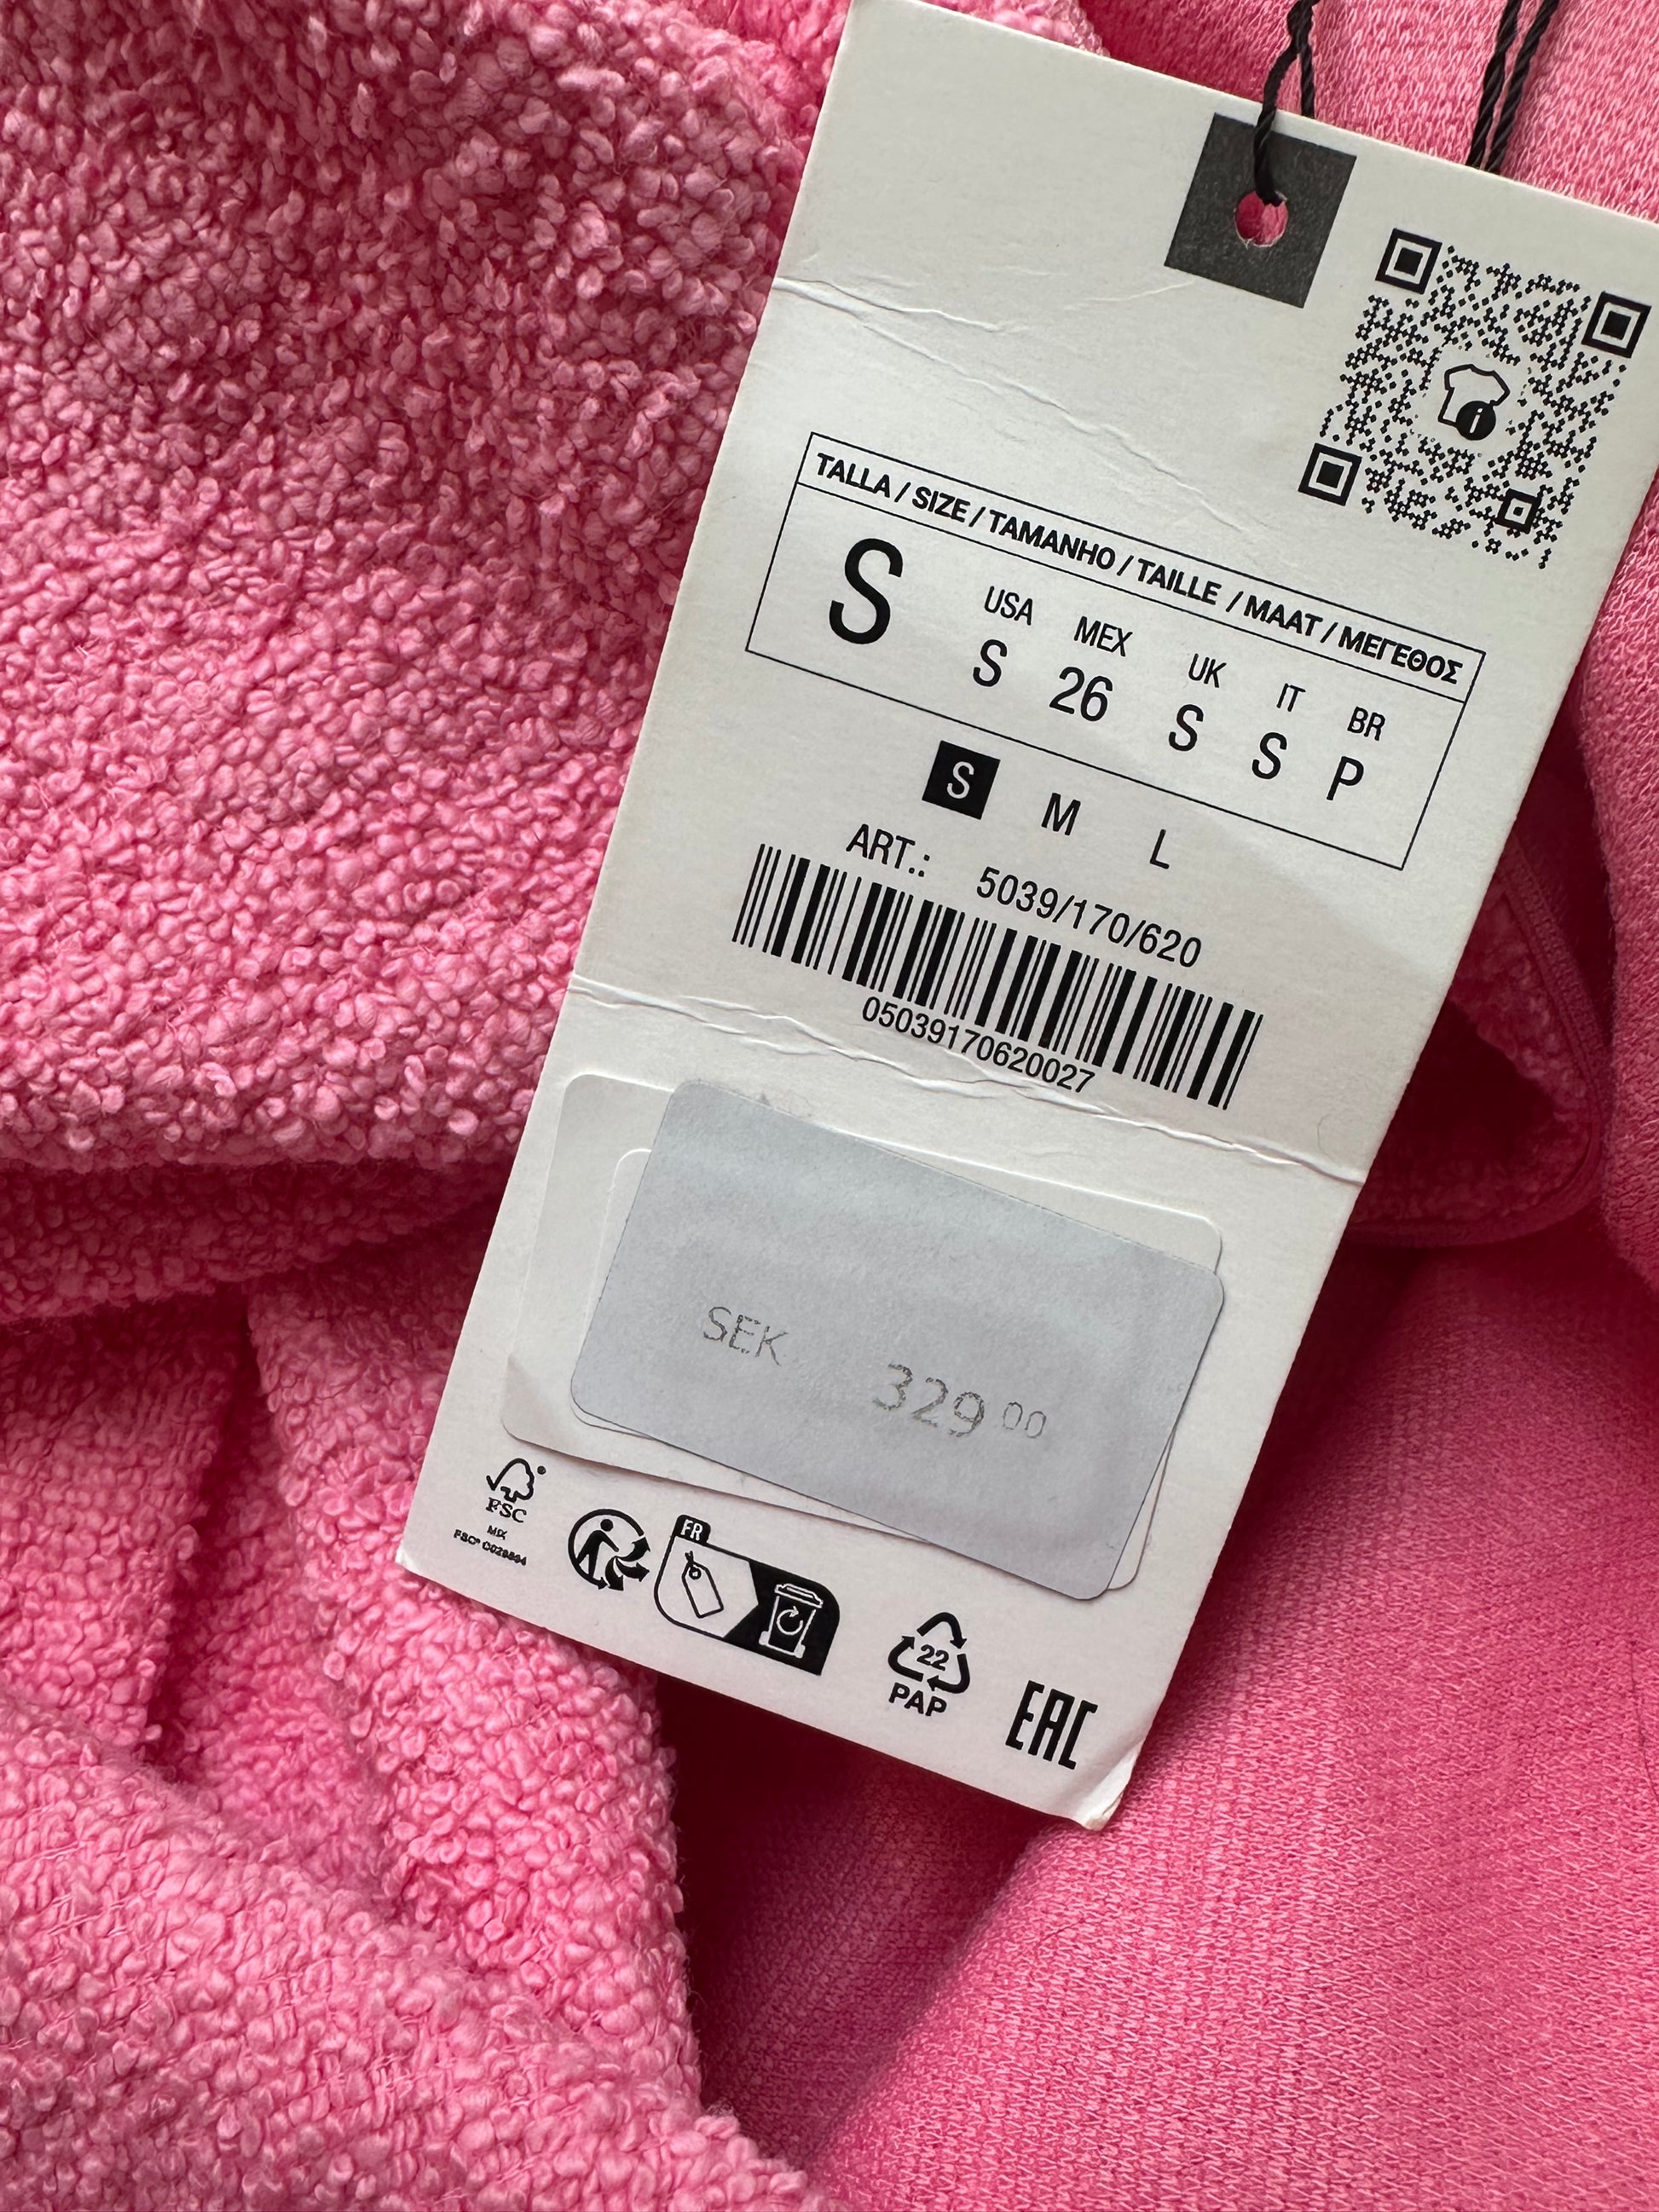 TALLA / SIZE / TAMANHO / TAILLE / MAAT / ΜΕΓΕΘΟΣ
S
USA MEX UK IT BR
S 26 S S P
S M L
ART.: 5039/170/620
05039170620027
SEK 329 00
FSC
MIX
FR
22
PAP
EAC